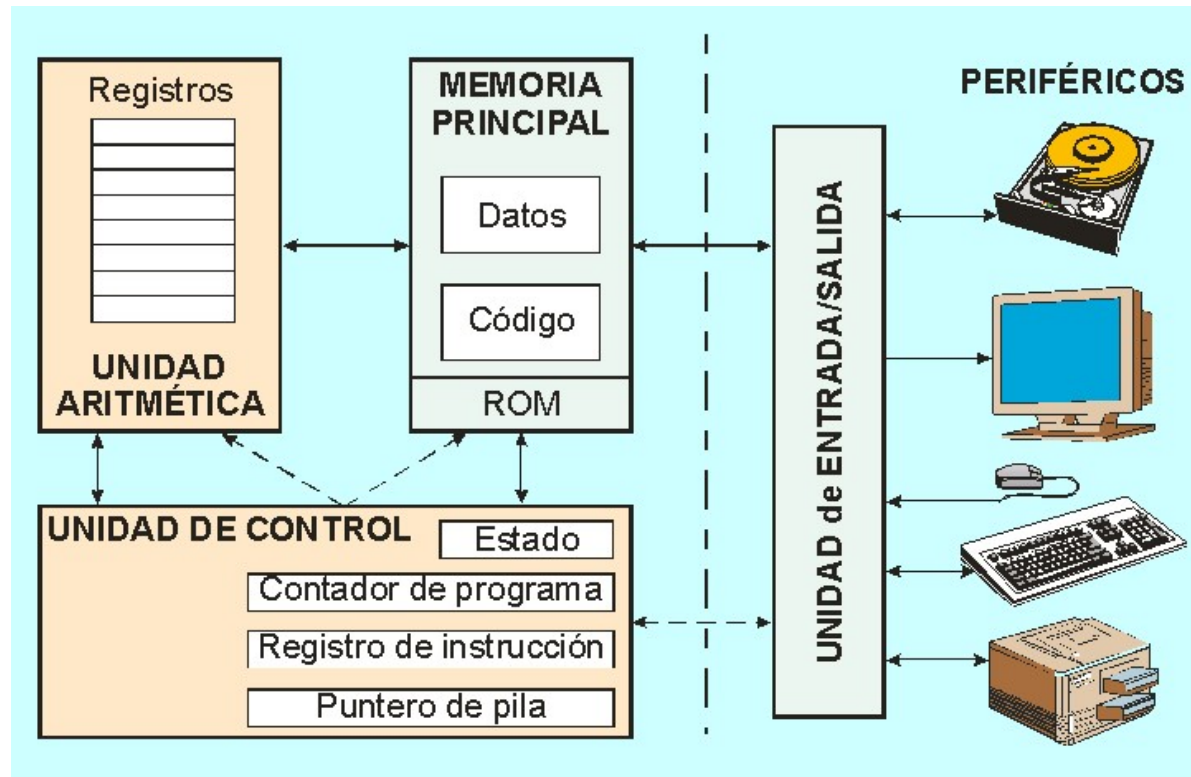 Registros
UNIDAD
ARITMÉTICA
MEMORIA
PRINCIPAL
Datos
Código
ROM
UNIDAD DE CONTROL
Estado
Contador de programa
Registro de instrucción
Puntero de pila
UNIDAD de ENTRADA/SALIDA
PERIFÉRICOS